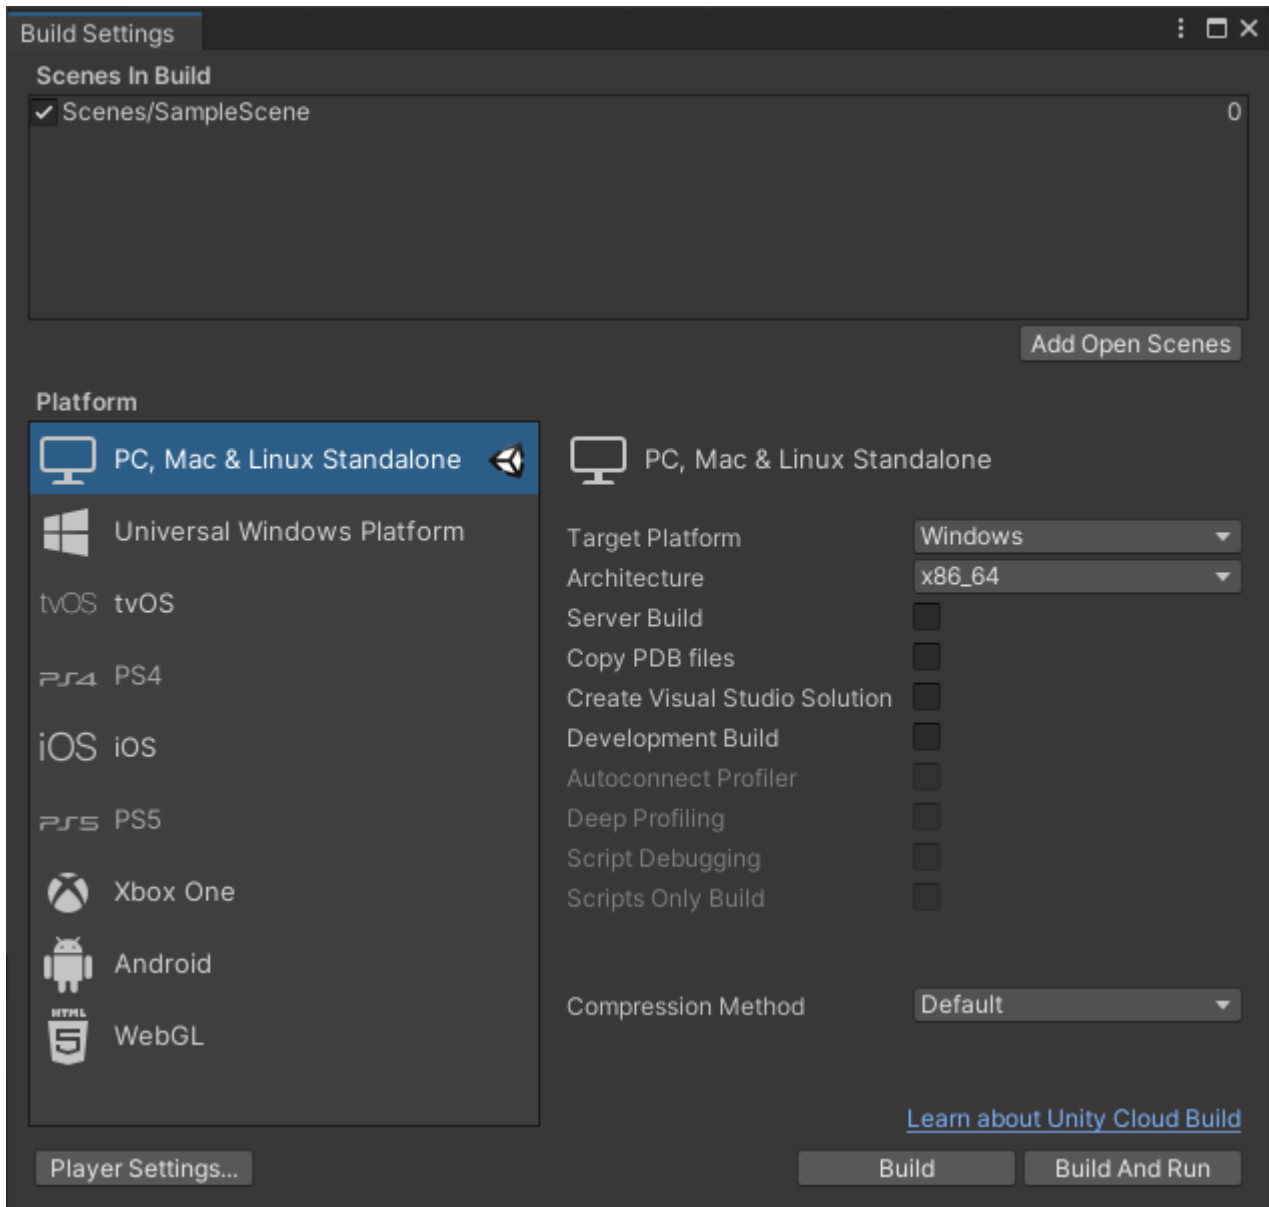 Build Settings
Scenes In Build
Scenes/SampleScene 0
Add Open Scenes
Platform
PC, Mac & Linux Standalone
Universal Windows Platform
tvOS tvOS
PS4 PS4
iOS iOS
PS5 PS5
Xbox One
Android
HTML 5 WebGL
PC, Mac & Linux Standalone
Target Platform Windows
Architecture x86_64
Server Build
Copy PDB files
Create Visual Studio Solution
Development Build
Autoconnect Profiler
Deep Profiling
Script Debugging
Scripts Only Build
Compression Method Default
Learn about Unity Cloud Build
Player Settings... Build Build And Run